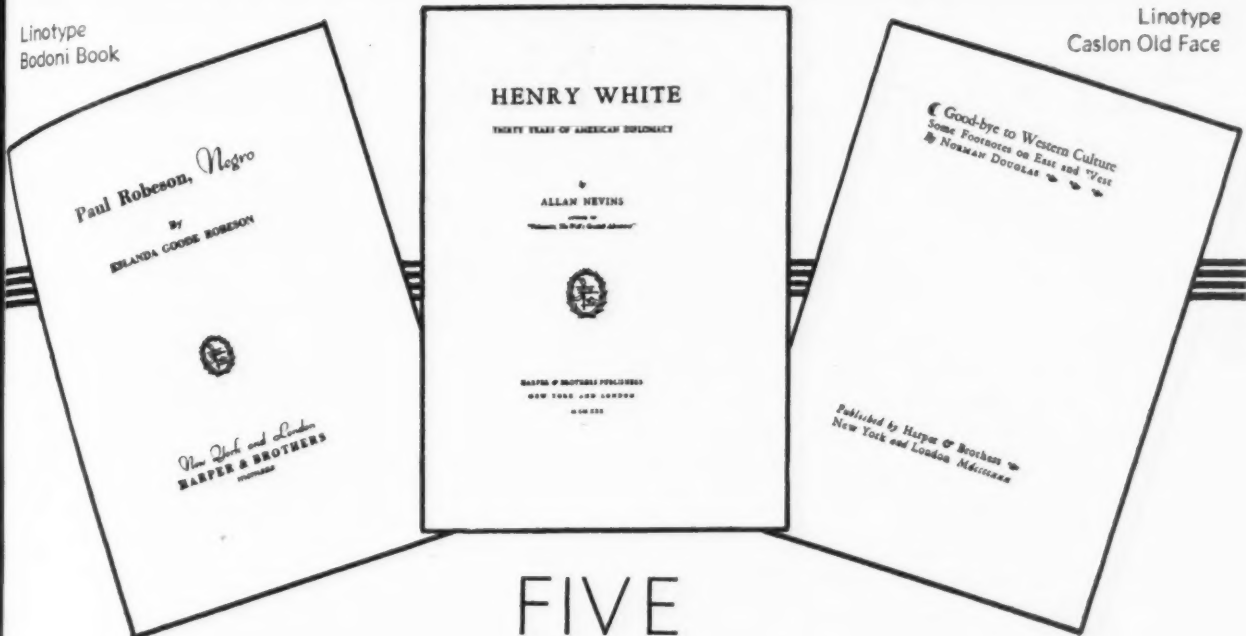 Linotype
Bodoni Book
Linotype
Caslon Old Face
Paul Robeson, Negro
By
ESLANDA GOODE ROBESON
New York and London
HARPER & BROTHERS
HENRY WHITE
THIRTY YEARS OF AMERICAN DIPLOMACY
by
ALLAN NEVINS
AUTHOR OF
HARPER & BROTHERS PUBLISHERS
NEW YORK AND LONDON
MCMXXX
Good-bye to Western Culture
Some Footnotes on East and West
By NORMAN DOUGLAS
Published by Harper & Brothers
New York and London
FIVE